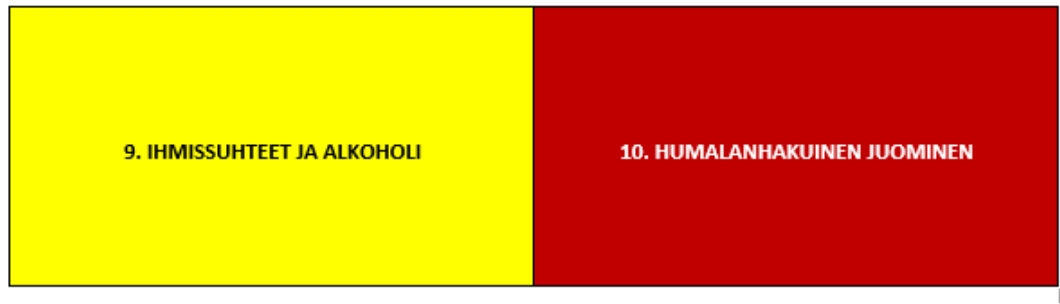 9. IHMISSUHTEET JA ALKOHOLI
10. HUMALANHAKUINEN JUOMINEN